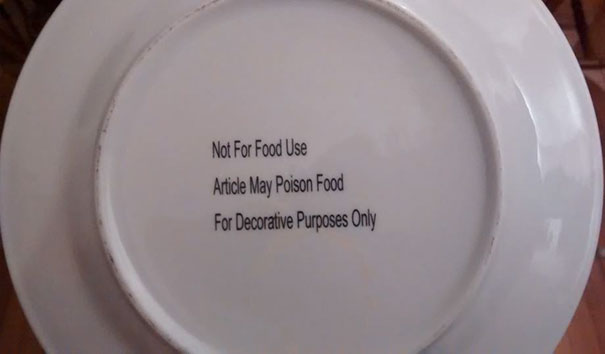 Not For Food Use
Article May Poison Food
For Decorative Purposes Only